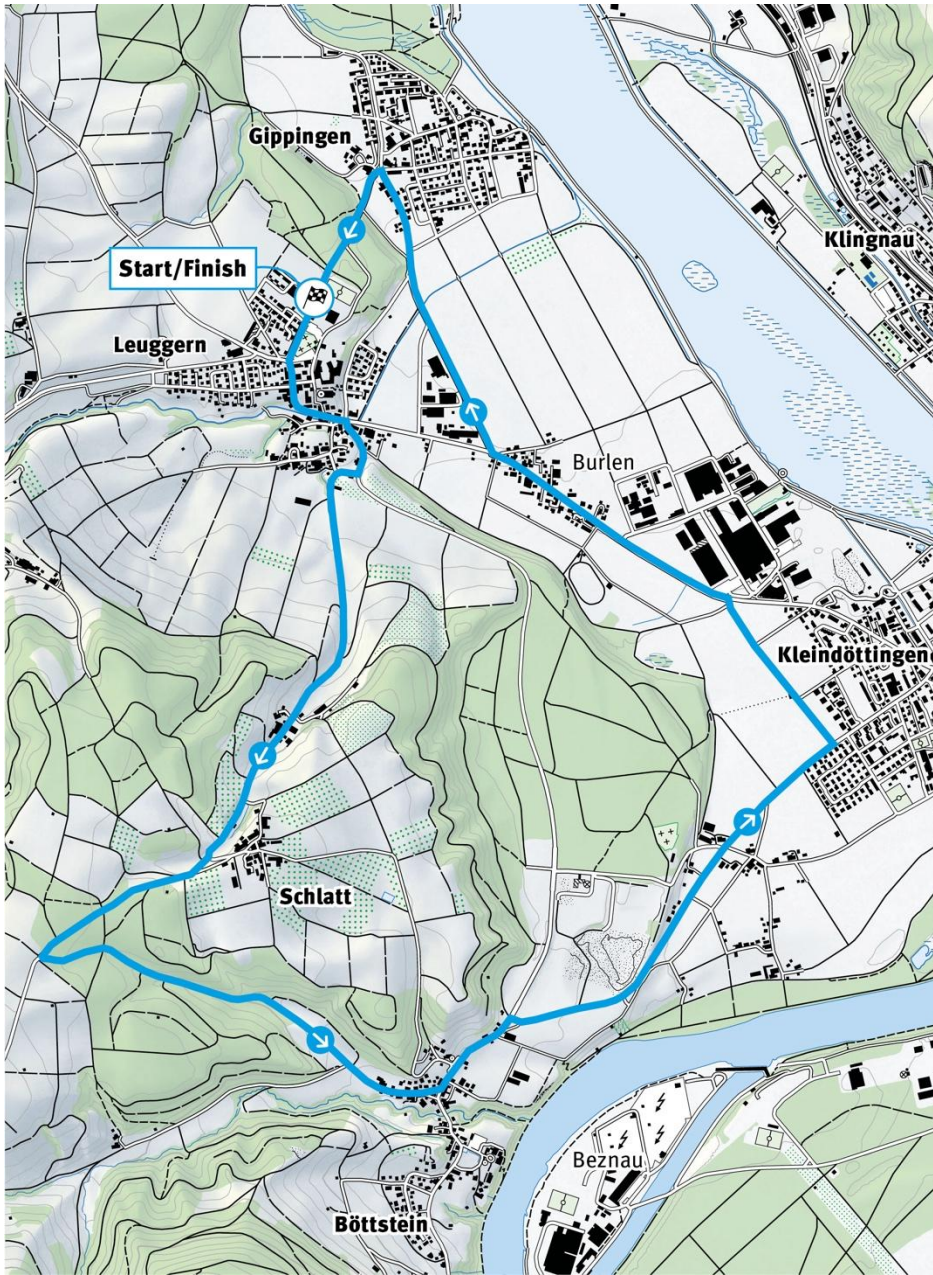 Gippingen
Klingnau
Start/Finish
Leuggern
Burlen
Kleindöttingen
Schlatt
Beznau
Böttstein